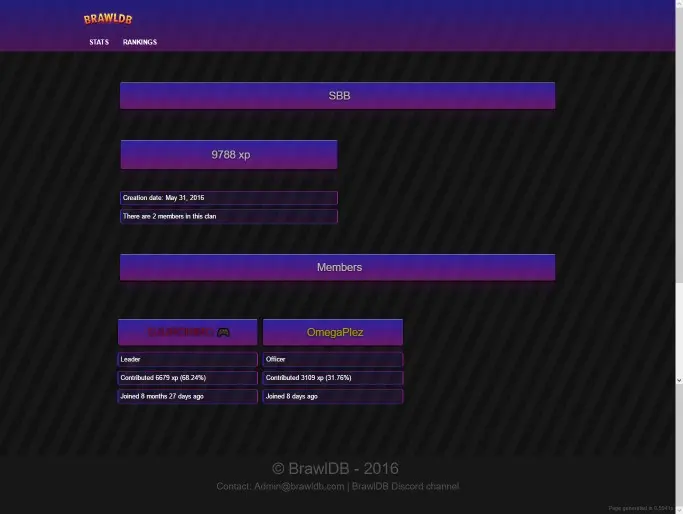 BRAWLDB
STATS RANKINGS
SBB
9788 xp
Creation date: May 31, 2016
There are 2 members in this clan
Members
OmegaPlez
Leader
Officer
Contributed 6679 xp (68.24%)
Contributed 3109 xp (31.76%)
Joined 8 months 27 days ago
Joined 8 days ago
© BrawlDB - 2016
Contact: Admin@brawldb.com | BrawlDB Discord channel
Page generated in